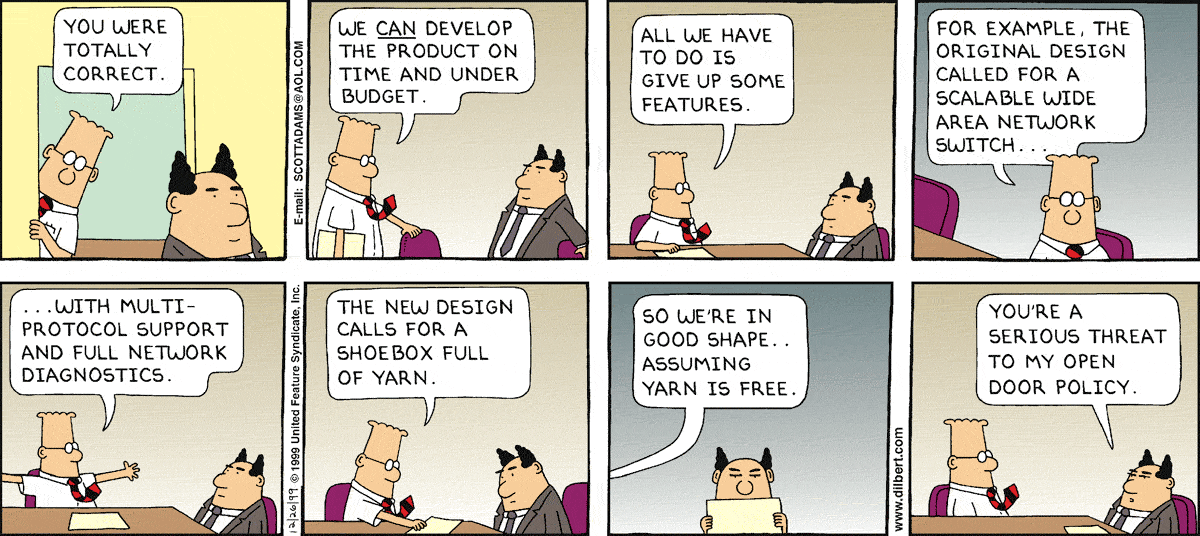 YOU WERE
TOTALLY
CORRECT.
E-mail: SCOTTADAMS@AOL.COM
WE CAN DEVELOP
THE PRODUCT ON
TIME AND UNDER
BUDGET.
ALL WE HAVE
TO DO IS
GIVE UP SOME
FEATURES.
FOR EXAMPLE, THE
ORIGINAL DESIGN
CALLED FOR A
SCALABLE WIDE
AREA NETWORK
SWITCH...
...WITH MULTI-
PROTOCOL SUPPORT
AND FULL NETWORK
DIAGNOSTICS.
12/26/99 © 1999 United Feature Syndicate, Inc.
THE NEW DESIGN
CALLS FOR A
SHOEBOX FULL
OF YARN.
SO WE'RE IN
GOOD SHAPE..
ASSUMING
YARN IS FREE.
www.dilbert.com
YOU'RE A
SERIOUS THREAT
TO MY OPEN
DOOR POLICY.